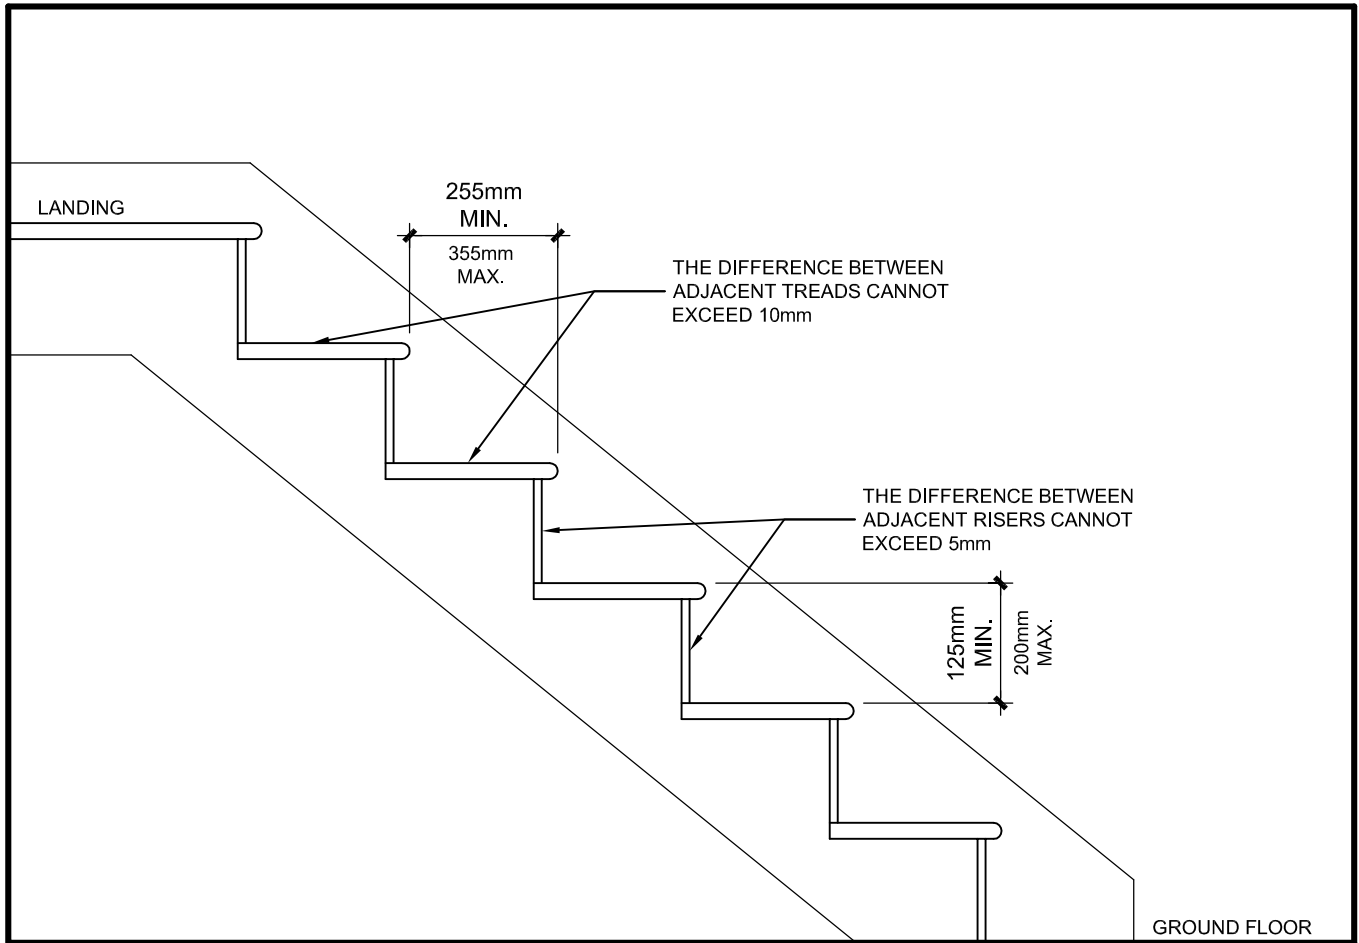 LANDING
255mm
MIN.
355mm
MAX.
THE DIFFERENCE BETWEEN
ADJACENT TREADS CANNOT
EXCEED 10mm
THE DIFFERENCE BETWEEN
ADJACENT RISERS CANNOT
EXCEED 5mm
125mm
MIN.
200mm
MAX.
GROUND FLOOR